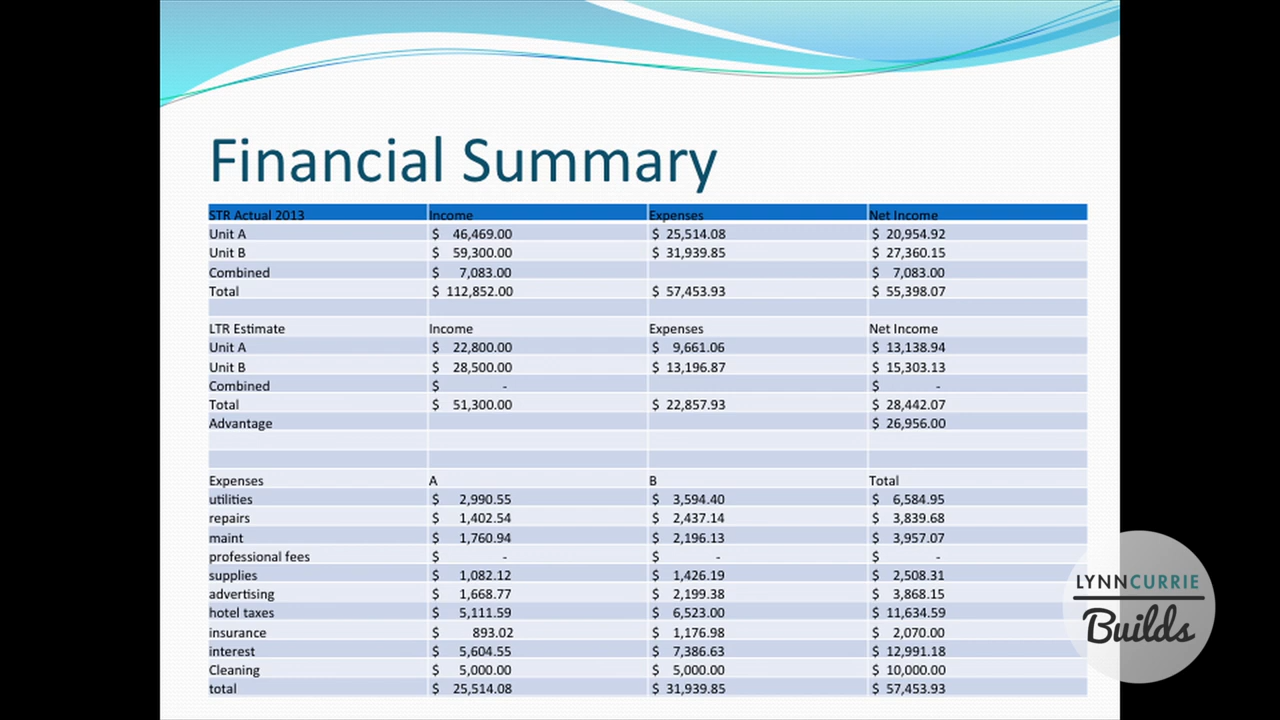 Financial Summary
STR Actual 2013 Income Expenses Net Income
Unit A $ 46,469.00 $ 25,514.08 $ 20,954.92
Unit B $ 59,300.00 $ 31,939.85 $ 27,360.15
Combined $ 7,083.00 $ 7,083.00
Total $ 112,852.00 $ 57,453.93 $ 55,398.07
LTR Estimate Income Expenses Net Income
Unit A $ 22,800.00 $ 9,661.06 $ 13,138.94
Unit B $ 28,500.00 $ 13,196.87 $ 15,303.13
Combined $ - $ -
Total $ 51,300.00 $ 22,857.93 $ 28,442.07
Advantage $ 26,956.00
Expenses A B Total
utilities $ 2,990.55 $ 3,594.40 $ 6,584.95
repairs $ 1,402.54 $ 2,437.14 $ 3,839.68
maint $ 1,760.94 $ 2,196.13 $ 3,957.07
professional fees $ - $ - $ -
supplies $ 1,082.12 $ 1,426.19 $ 2,508.31
advertising $ 1,668.77 $ 2,199.38 $ 3,868.15
hotel taxes $ 5,111.59 $ 6,523.00 $ 11,634.59
insurance $ 893.02 $ 1,176.98 $ 2,070.00
interest $ 5,604.55 $ 7,386.63 $ 12,991.18
Cleaning $ 5,000.00 $ 5,000.00 $ 10,000.00
total $ 25,514.08 $ 31,939.85 $ 57,453.93
LYNNCURRIE
Builds